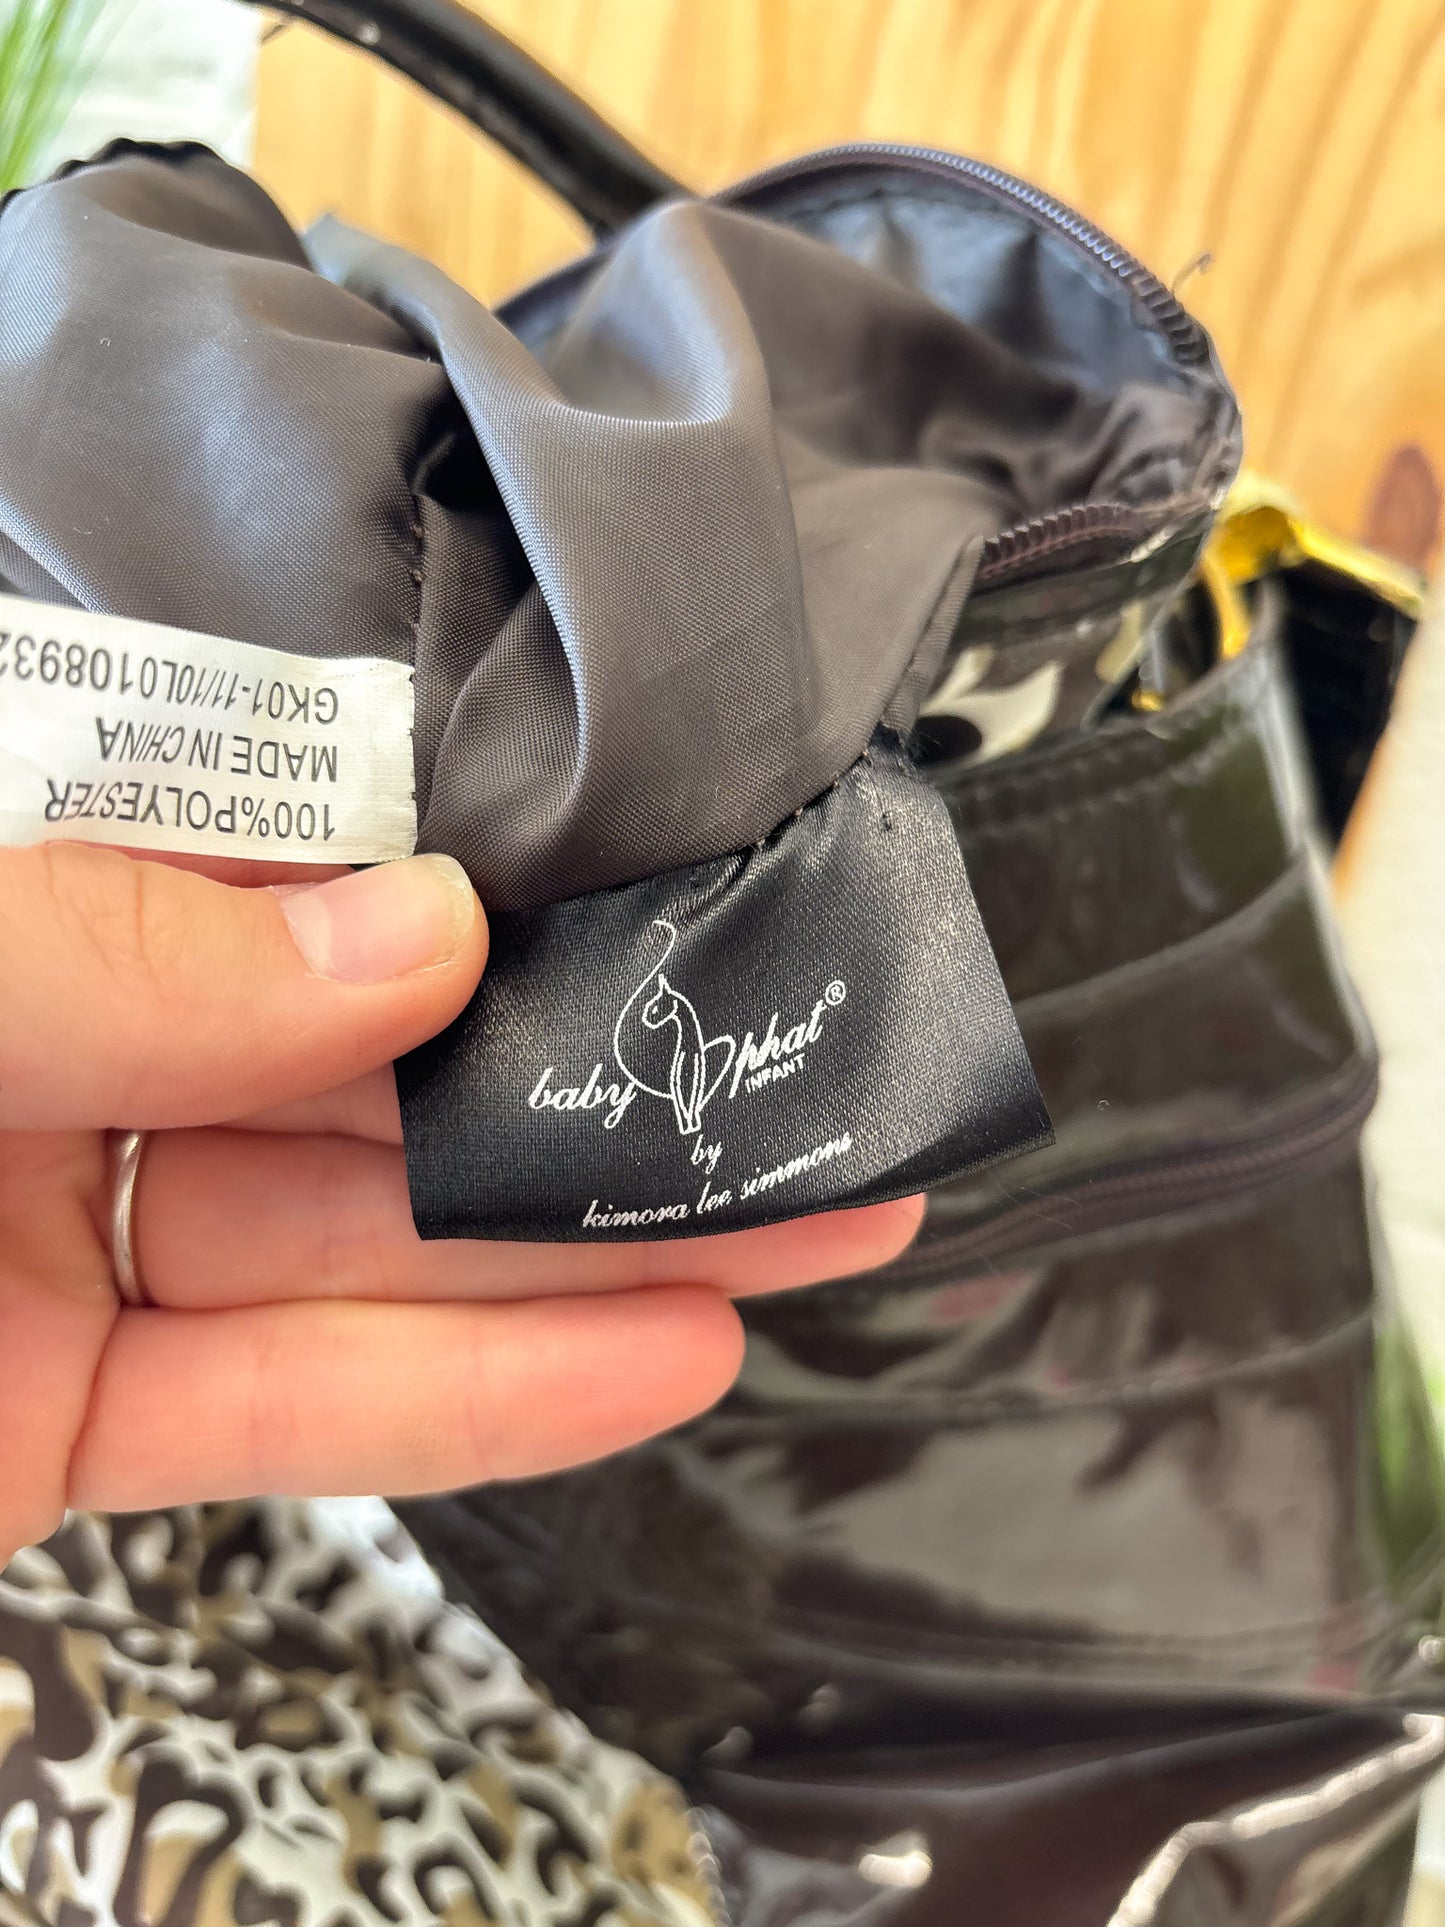 100%POLYESTER
MADE IN CHINA
GK01-11/10L0108932
baby phat®
INFANT
by
kimora lee simmons